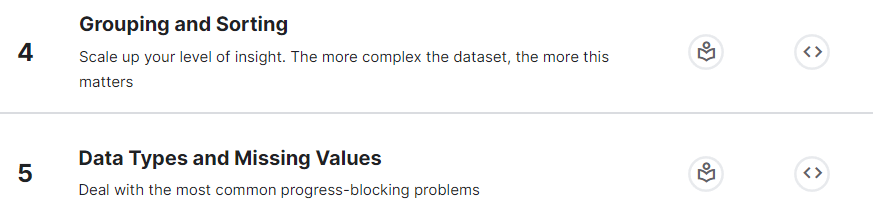 4
Grouping and Sorting
Scale up your level of insight. The more complex the dataset, the more this
matters
5
Data Types and Missing Values
Deal with the most common progress-blocking problems